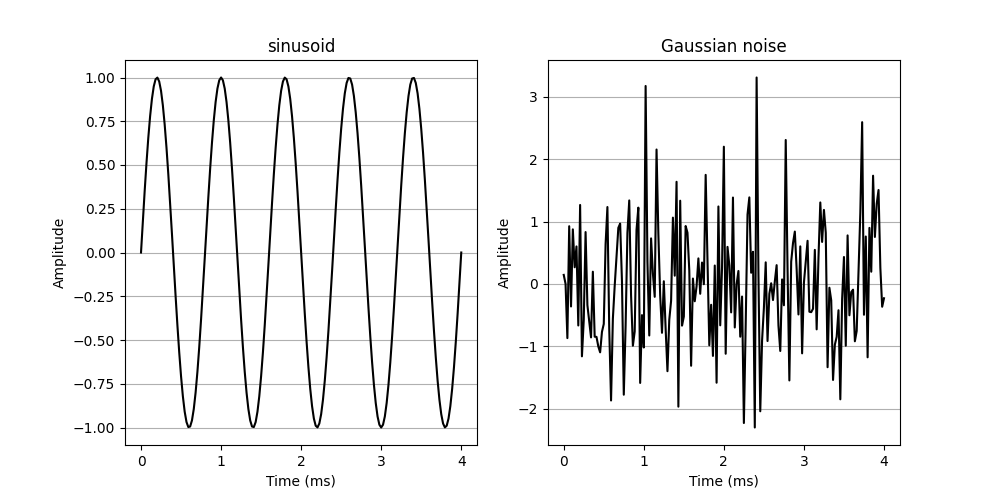 sinusoid
1.00
0.75
0.50
0.25
0.00
−0.25
−0.50
−0.75
−1.00
Amplitude
0 1 2 3 4
Time (ms)
Gaussian noise
3
2
1
0
−1
−2
Amplitude
0 1 2 3 4
Time (ms)